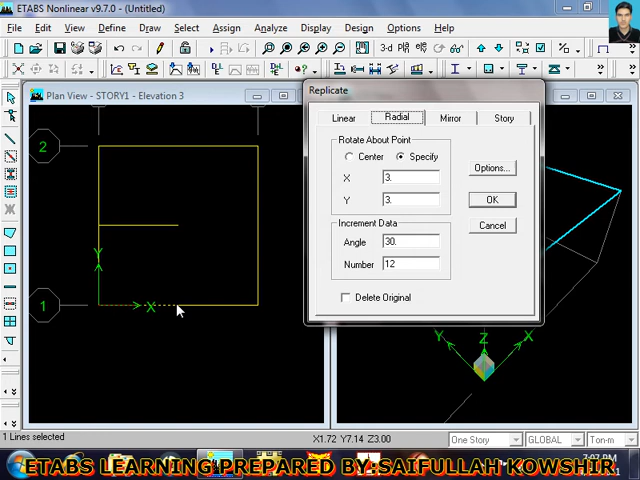 ETABS Nonlinear v9.7.0 - (Untitled)
File Edit View Define Draw Select Assign Analyze Display Design Options Help
3-d
Plan View - STORY1 - Elevation 3
2
1
Y
X
Replicate
Linear Radial Mirror Story
Rotate About Point
Center Specify
X 3.
Y 3.
Increment Data
Angle 30.
Number 12
Delete Original
Options...
OK
Cancel
Y Z X
1 Lines selected
X1.72 Y7.14 Z3.00
One Story
GLOBAL
Ton-m
ETABS LEARNING PREPARED BY:SAIFULLAH KOWSHIR